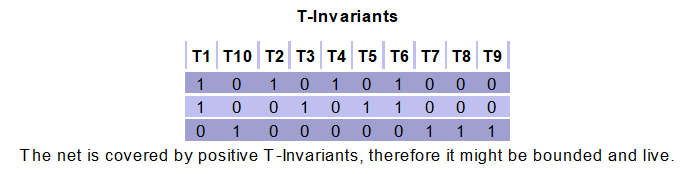 T-Invariants
T1 T10 T2 T3 T4 T5 T6 T7 T8 T9
1 0 1 0 1 0 1 0 0 0
1 0 0 1 0 1 1 0 0 0
0 1 0 0 0 0 0 1 1 1
The net is covered by positive T-Invariants, therefore it might be bounded and live.